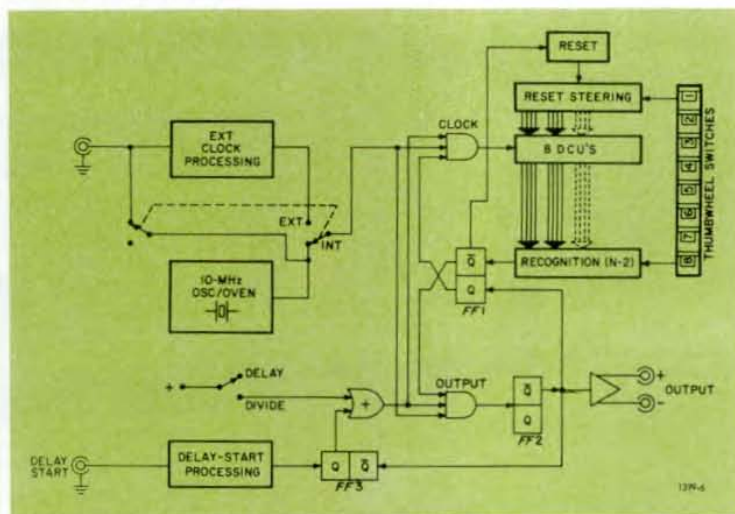 RESET
RESET STEERING
CLOCK
EXT
CLOCK
PROCESSING
8 DCU'S
1
2
3
4
5
6
7
8
THUMBWHEEL SWITCHES
EXT
INT
Q̅
Q
FF1
RECOGNITION (N-2)
10-MHz
OSC/OVEN
+
DELAY
DIVIDE
+
OUTPUT
Q̅
Q
FF2
+
-
OUTPUT
DELAY
START
DELAY-START
PROCESSING
Q
Q̅
FF3
1399-6